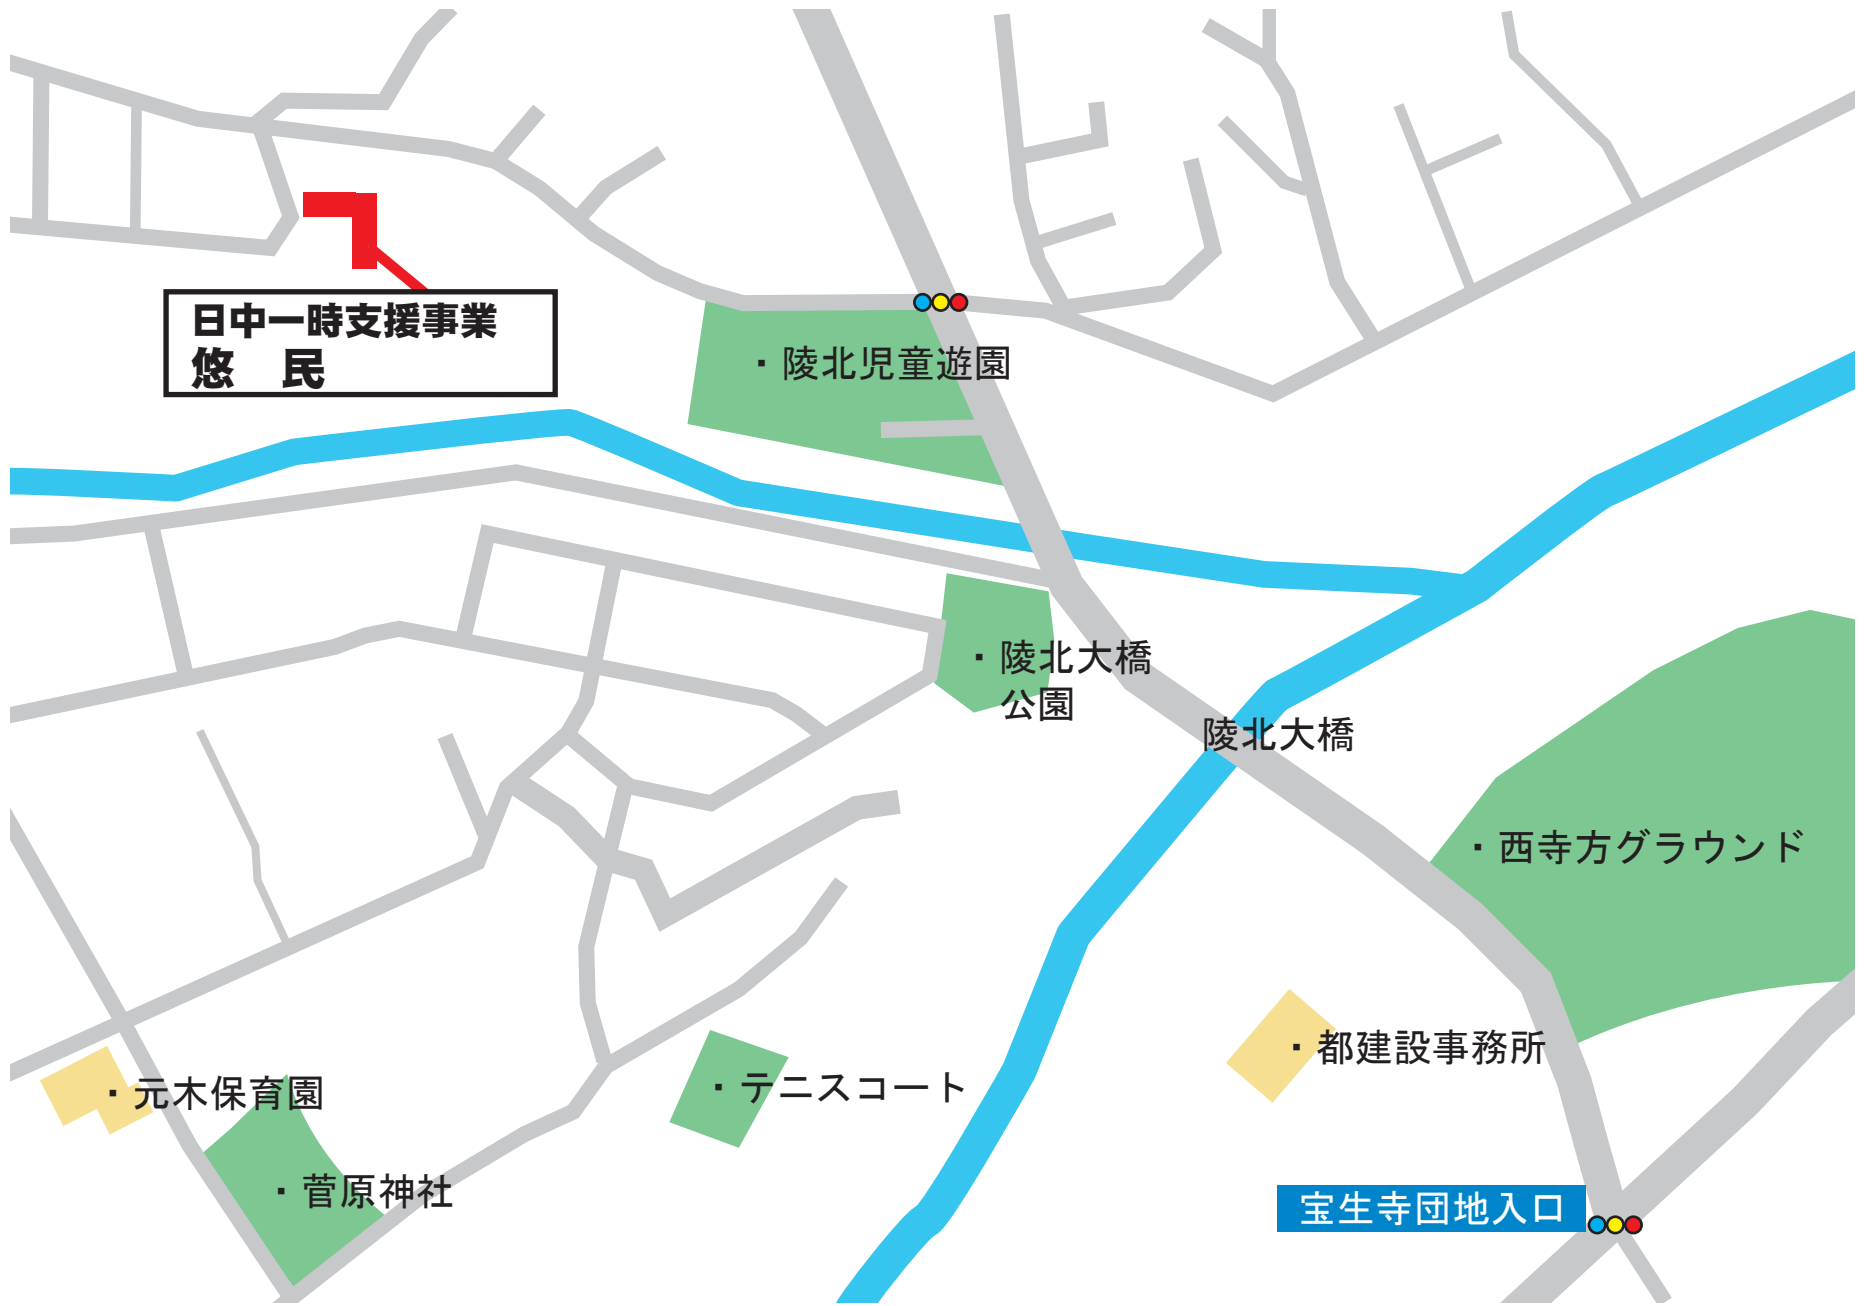 日中一時支援事業
悠　民
・陵北児童遊園
・陵北大橋
公園
陵北大橋
・西寺方グラウンド
・都建設事務所
・元木保育園
・テニスコート
・菅原神社
宝生寺団地入口